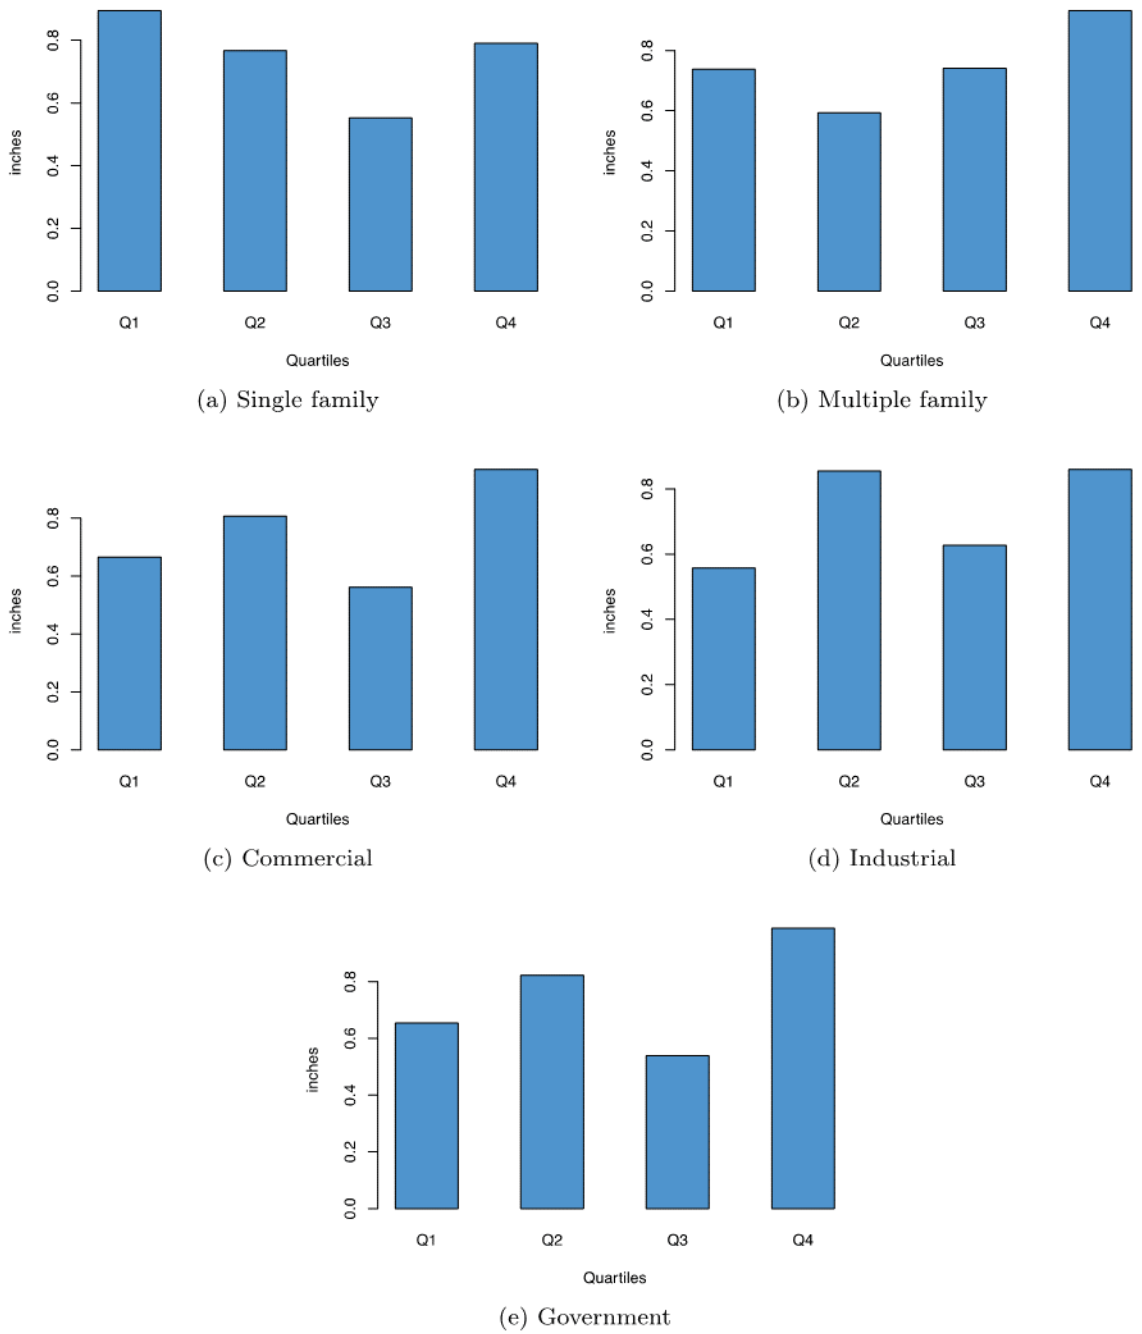 inches
0.0 0.2 0.4 0.6 0.8
Q1 Q2 Q3 Q4
Quartiles
(a) Single family
inches
0.0 0.2 0.4 0.6 0.8
Q1 Q2 Q3 Q4
Quartiles
(b) Multiple family
inches
0.0 0.2 0.4 0.6 0.8
Q1 Q2 Q3 Q4
Quartiles
(c) Commercial
inches
0.0 0.2 0.4 0.6 0.8
Q1 Q2 Q3 Q4
Quartiles
(d) Industrial
inches
0.0 0.2 0.4 0.6 0.8
Q1 Q2 Q3 Q4
Quartiles
(e) Government